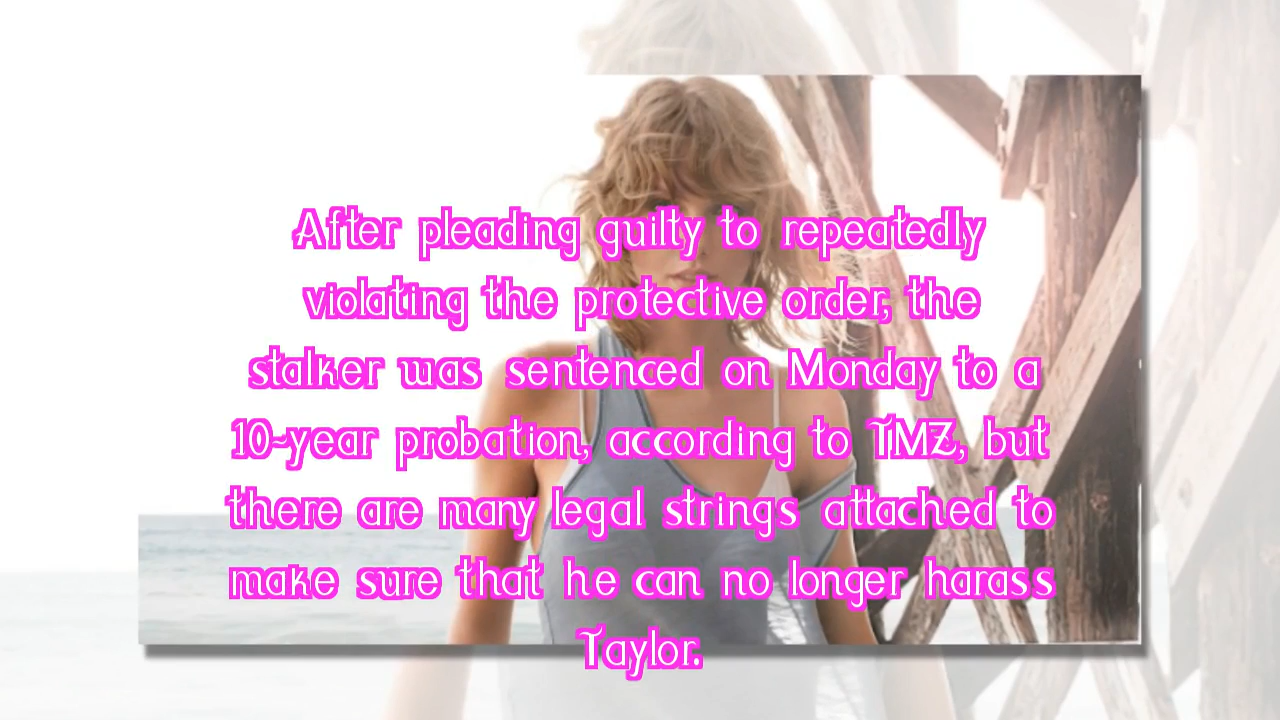 After pleading guilty to repeatedly
violating the protective order, the
stalker was sentenced on Monday to a
10-year probation, according to TMZ, but
there are many legal strings attached to
make sure that he can no longer harass
Taylor.